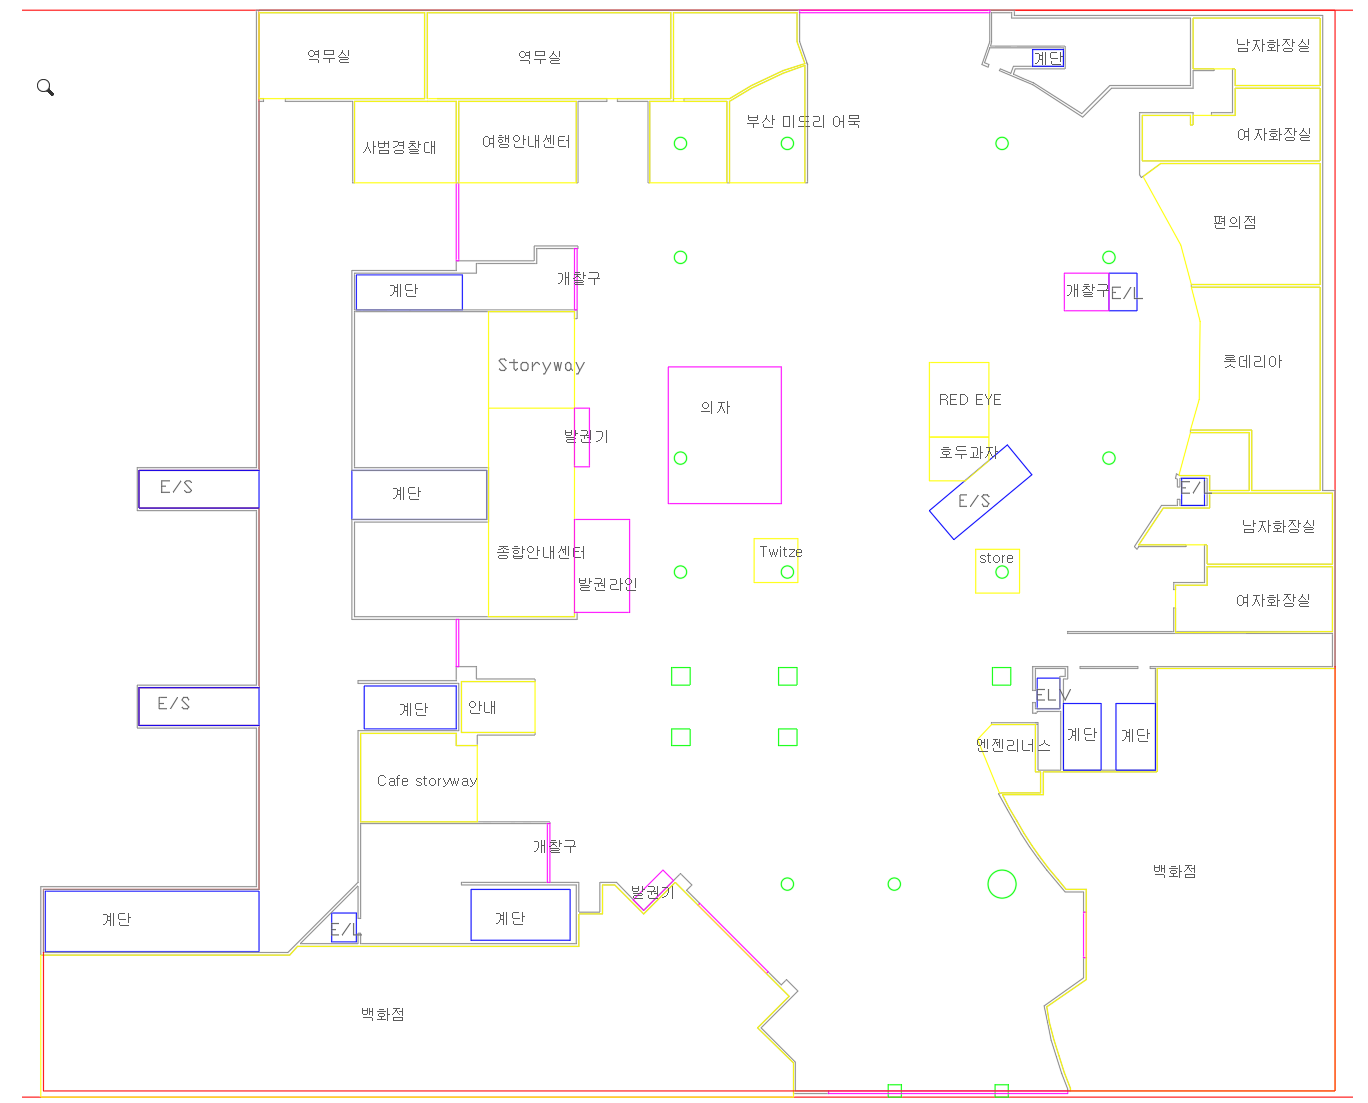 역무실
역무실
남자화장실
계단
부산 미도리 어묵
여자화장실
사범경찰대
여행안내센터
편의점
개찰구
계단
개찰구
E/L
Storyway
롯데리아
의자
RED EYE
발권기
호두과자
E/S
계단
E/
E/S
남자화장실
종합안내센터
Twitze
store
발권라인
여자화장실
ELV
E/S
계단
안내
계단
계단
엔젤리너스
Cafe storyway
개찰구
백화점
발권기
계단
계단
E/L
백화점